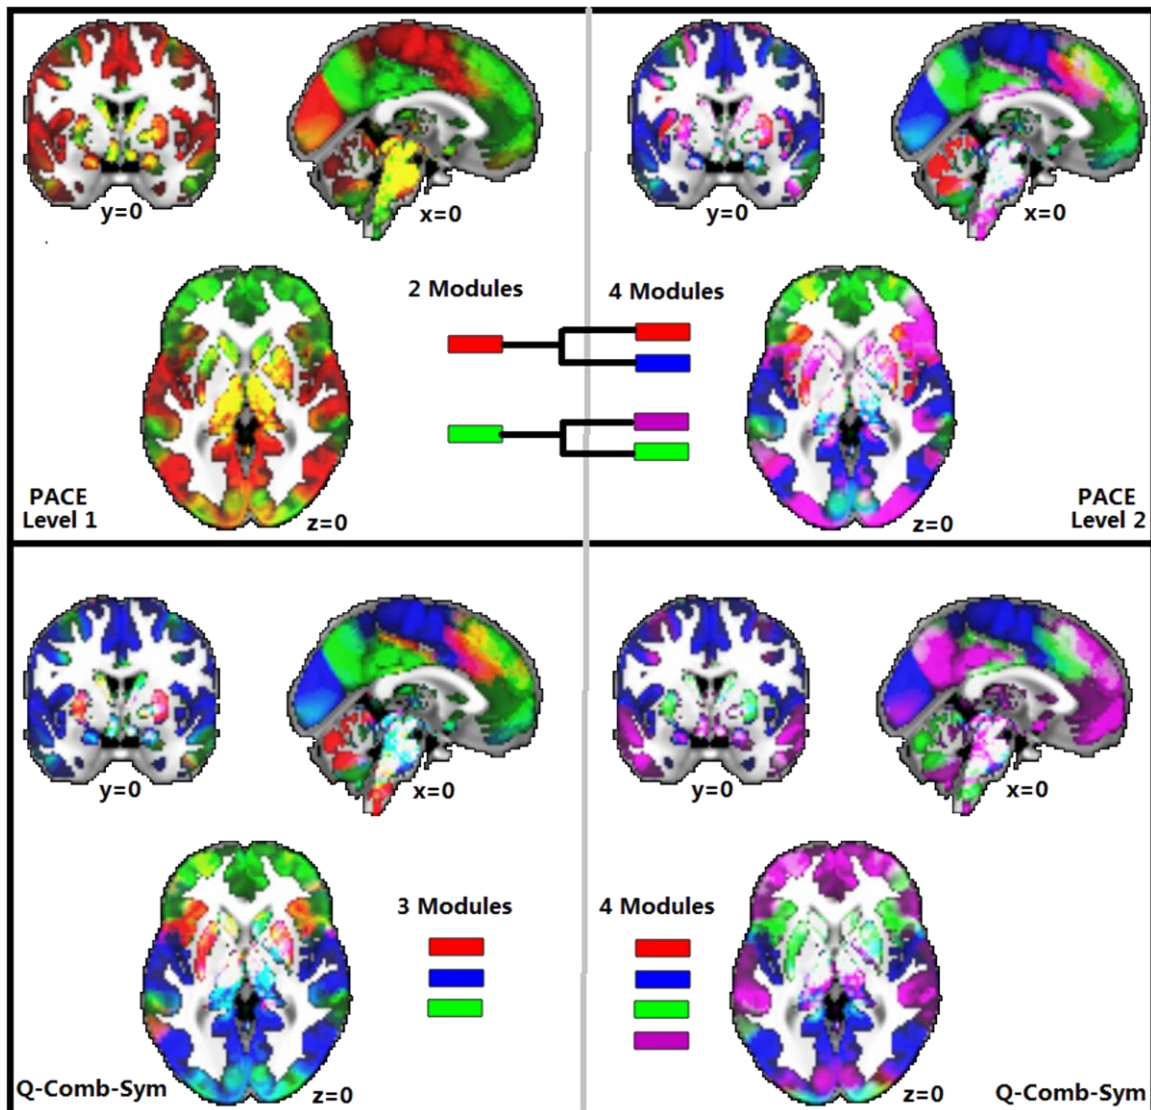 y=0
x=0
y=0
x=0
2 Modules
4 Modules
PACE
Level 1
z=0
z=0
PACE
Level 2
y=0
x=0
y=0
x=0
3 Modules
4 Modules
Q-Comb-Sym
z=0
z=0
Q-Comb-Sym